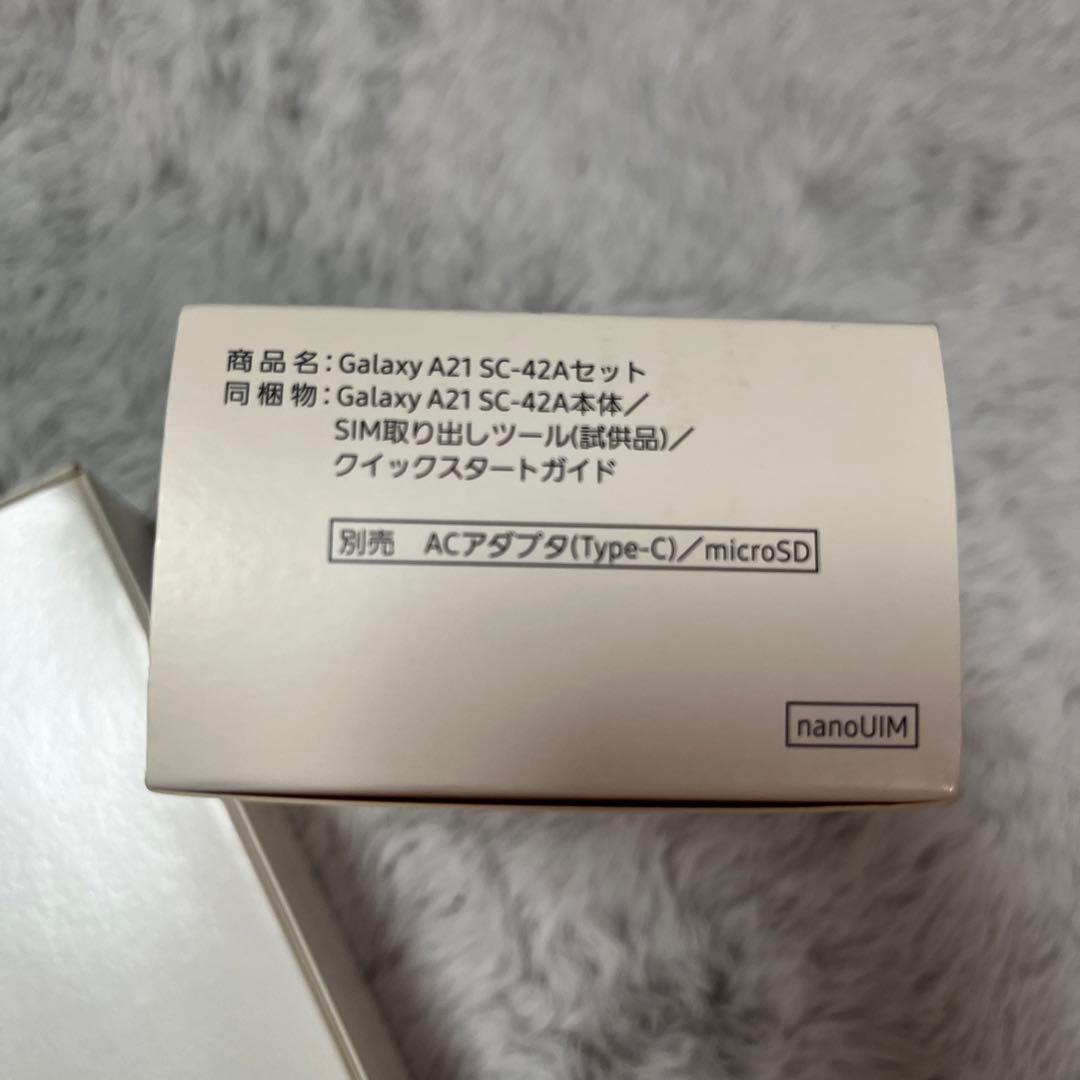 商品名：Galaxy A21 SC-42Aセット
同梱物：Galaxy A21 SC-42A本体／
SIM取り出しツール(試供品)／
クイックスタートガイド
別売　ACアダプタ(Type-C)／microSD
nanoUIM